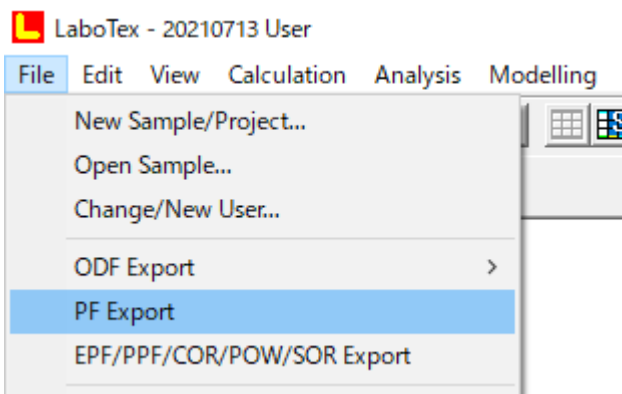 LaboTex - 20210713 User
File Edit View Calculation Analysis Modelling
New Sample/Project...
Open Sample...
Change/New User...
ODF Export
PF Export
EPF/PPF/COR/POW/SOR Export